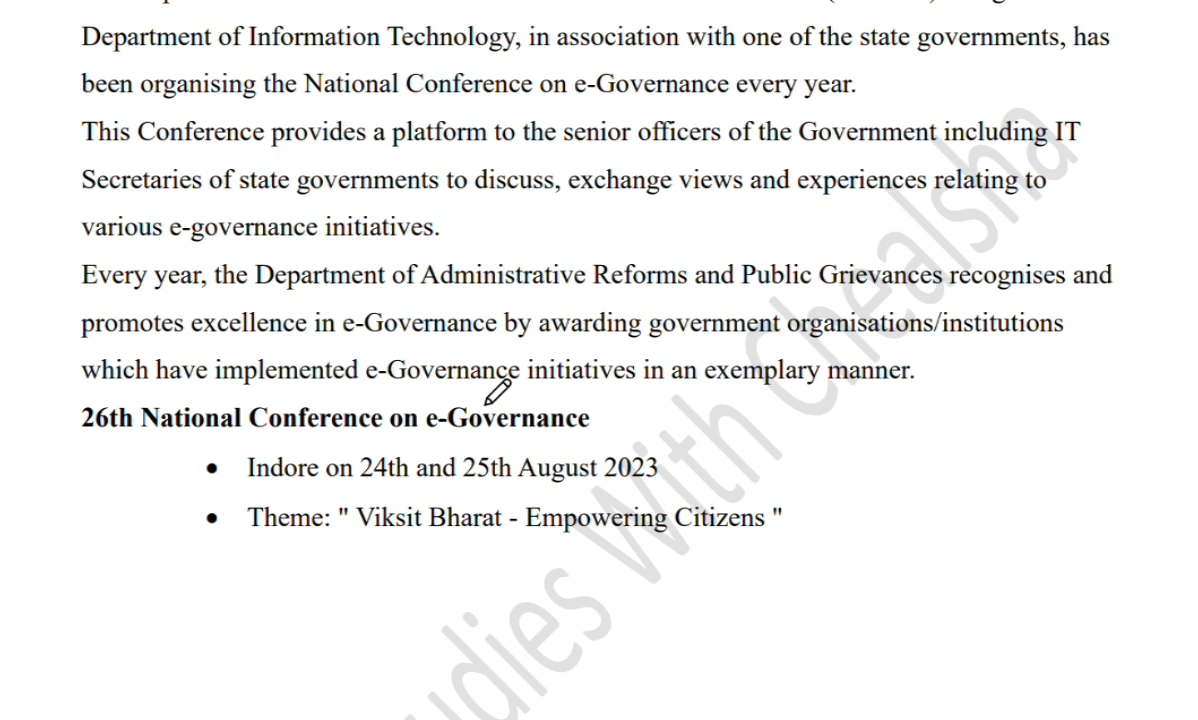 Department of Information Technology, in association with one of the state governments, has
been organising the National Conference on e-Governance every year.
This Conference provides a platform to the senior officers of the Government including IT
Secretaries of state governments to discuss, exchange views and experiences relating to
various e-governance initiatives.
Every year, the Department of Administrative Reforms and Public Grievances recognises and
promotes excellence in e-Governance by awarding government organisations/institutions
which have implemented e-Governance initiatives in an exemplary manner.
26th National Conference on e-Governance
• Indore on 24th and 25th August 2023
• Theme: " Viksit Bharat - Empowering Citizens "
With Chealsha